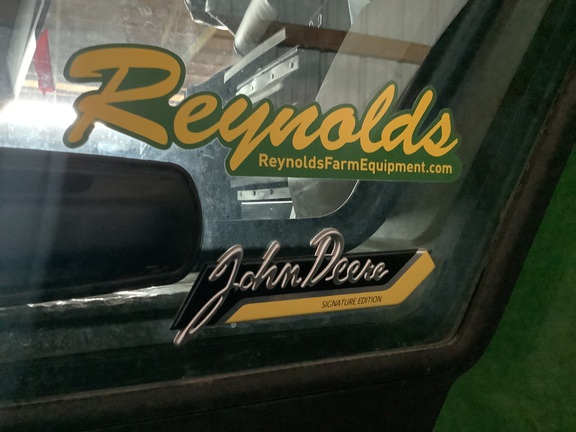 Reynolds
ReynoldsFarmEquipment.com
John Deere
SIGNATURE EDITION